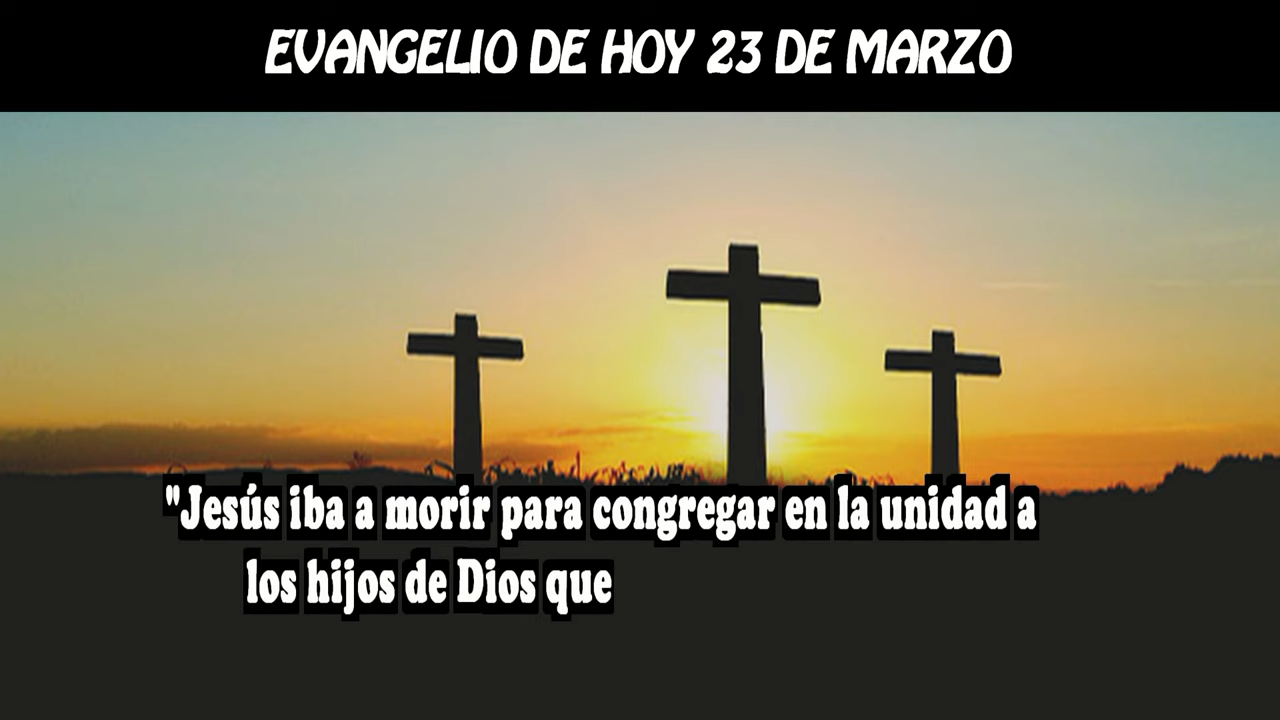 EVANGELIO DE HOY 23 DE MARZO
"Jesús iba a morir para congregar en la unidad a
los hijos de Dios que